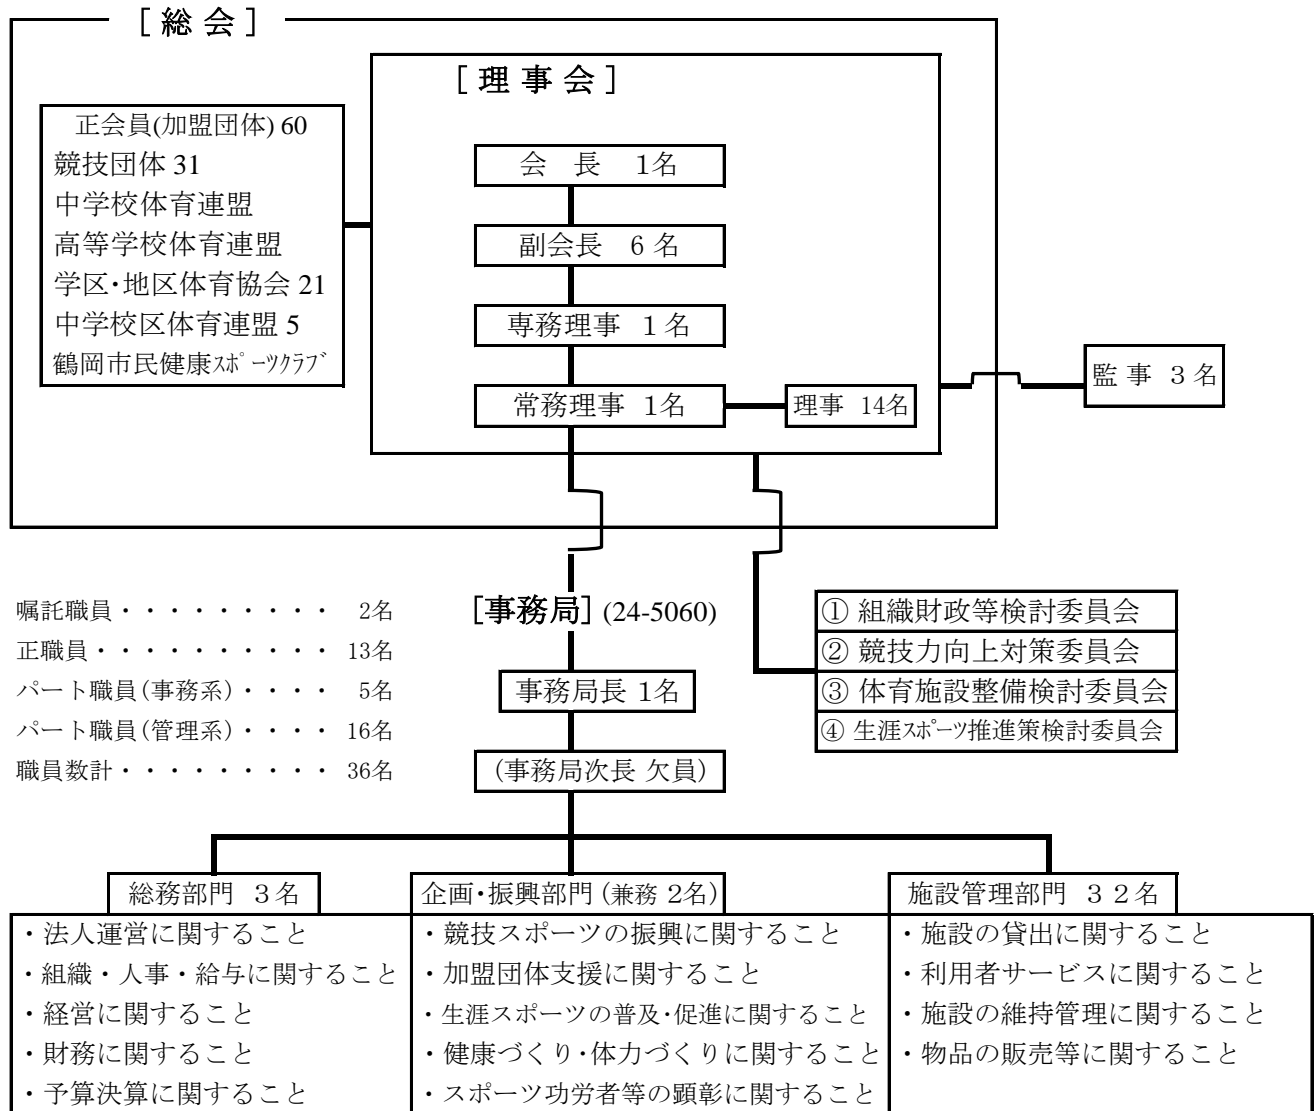 ［ 総 会 ］
［ 理 事 会 ］
正会員(加盟団体) 60
競技団体 31
中学校体育連盟
高等学校体育連盟
学区・地区体育協会 21
中学校区体育連盟 5
鶴岡市民健康ｽﾎﾟｰﾂｸﾗﾌﾞ
会　長　1名
副会長　6 名
専務理事　1 名
常務理事　1名
理事　14名
監 事　3 名
嘱託職員・・・・・・・・・　2名
正職員・・・・・・・・・・　13名
パート職員(事務系)・・・・　5名
パート職員(管理系)・・・・　16名
職員数計・・・・・・・・・　36名
［事務局］(24-5060)
事務局長 1名
(事務局次長 欠員)
① 組織財政等検討委員会
② 競技力向上対策委員会
③ 体育施設整備検討委員会
④ 生涯ｽﾎﾟｰﾂ推進策検討委員会
総務部門　3名
・法人運営に関すること
・組織・人事・給与に関すること
・経営に関すること
・財務に関すること
・予算決算に関すること
企画・振興部門 (兼務 2名)
・競技スポーツの振興に関すること
・加盟団体支援に関すること
・生涯スポーツの普及・促進に関すること
・健康づくり・体力づくりに関すること
・スポーツ功労者等の顕彰に関すること
施設管理部門　３２名
・施設の貸出に関すること
・利用者サービスに関すること
・施設の維持管理に関すること
・物品の販売等に関すること